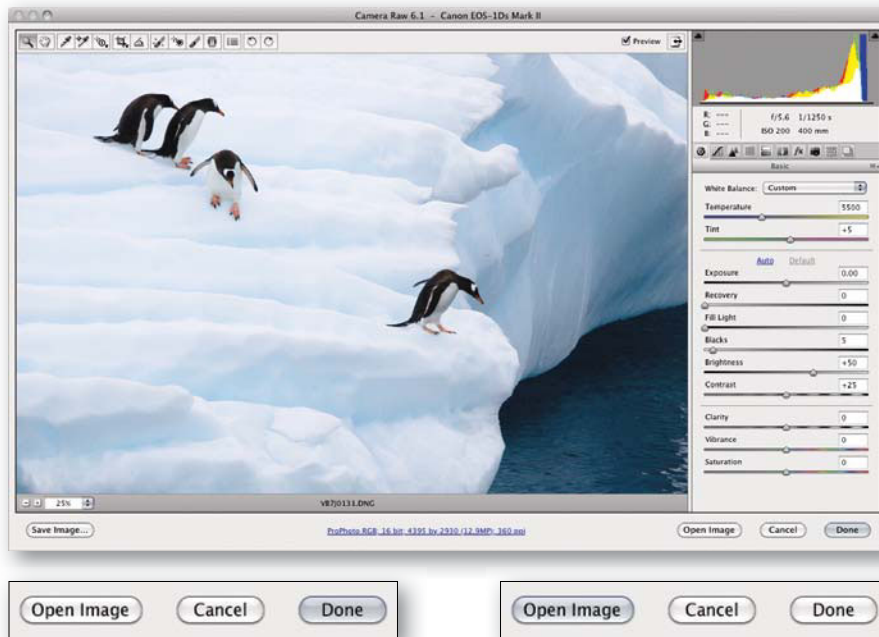 Camera Raw 6.1 - Canon EOS-1Ds Mark II
Preview
R: ---
G: ---
B: ---
f/5.6 1/1250 s
ISO 200 400 mm
Basic
White Balance: Custom
Temperature 5500
Tint +5
Auto Default
Exposure 0.00
Recovery 0
Fill Light 0
Blacks 5
Brightness +50
Contrast +25
Clarity 0
Vibrance 0
Saturation 0
25% VB7J0131.DNG
Save Image... ProPhoto RGB; 16 bit; 4395 by 2930 (12.9MP); 360 ppi Open Image Cancel Done
Open Image Cancel Done
Open Image Cancel Done